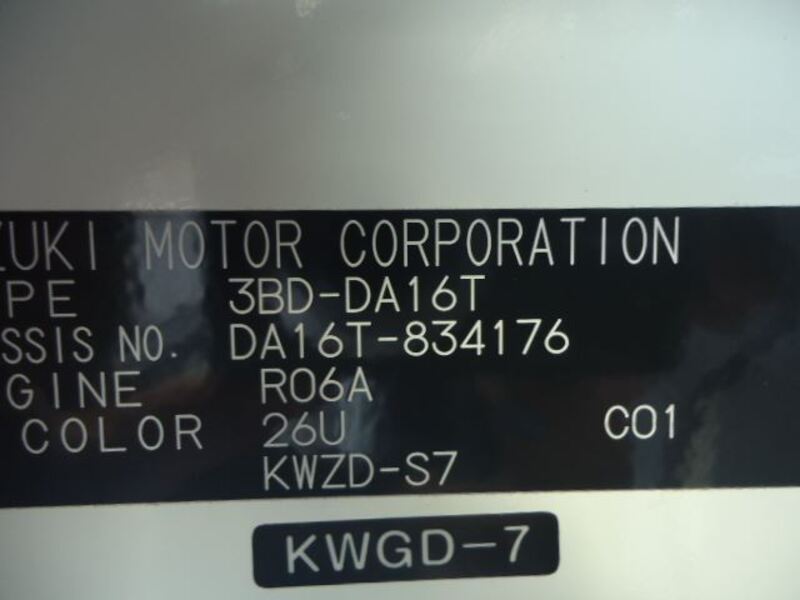 ZUKI MOTOR CORPORATION
PE 3BD-DA16T
SSIS NO. DA16T-834176
GINE R06A
COLOR 26U C01
KWZD-S7
KWGD-7